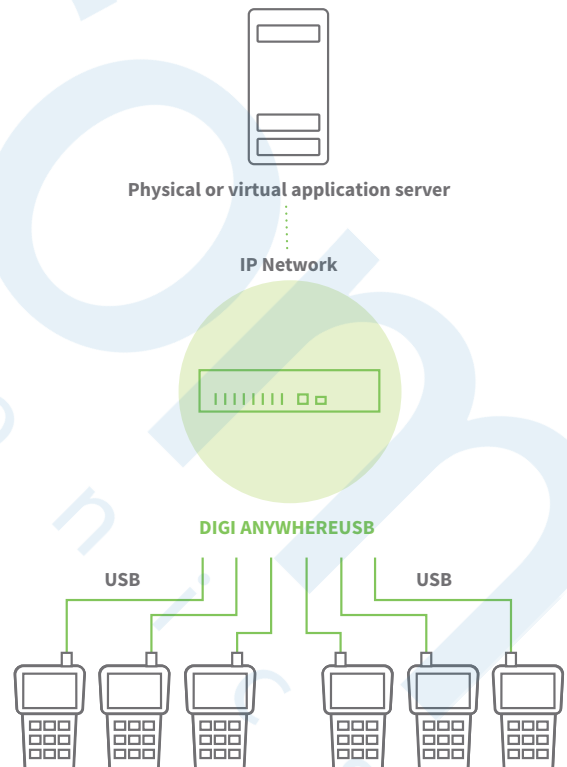 Physical or virtual application server
IP Network
DIGI ANYWHEREUSB
USB USB